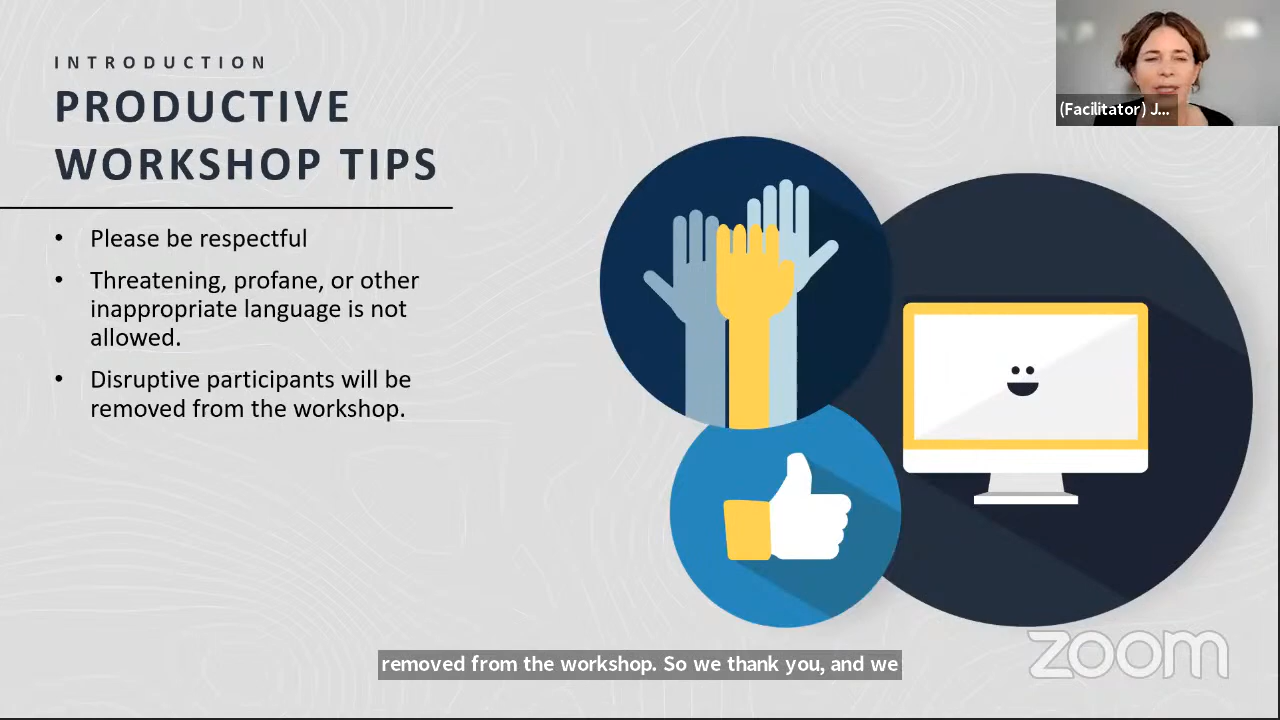 INTRODUCTION
PRODUCTIVE
WORKSHOP TIPS
• Please be respectful
• Threatening, profane, or other
inappropriate language is not
allowed.
• Disruptive participants will be
removed from the workshop.
(Facilitator) J...
removed from the workshop. So we thank you, and we
zoom